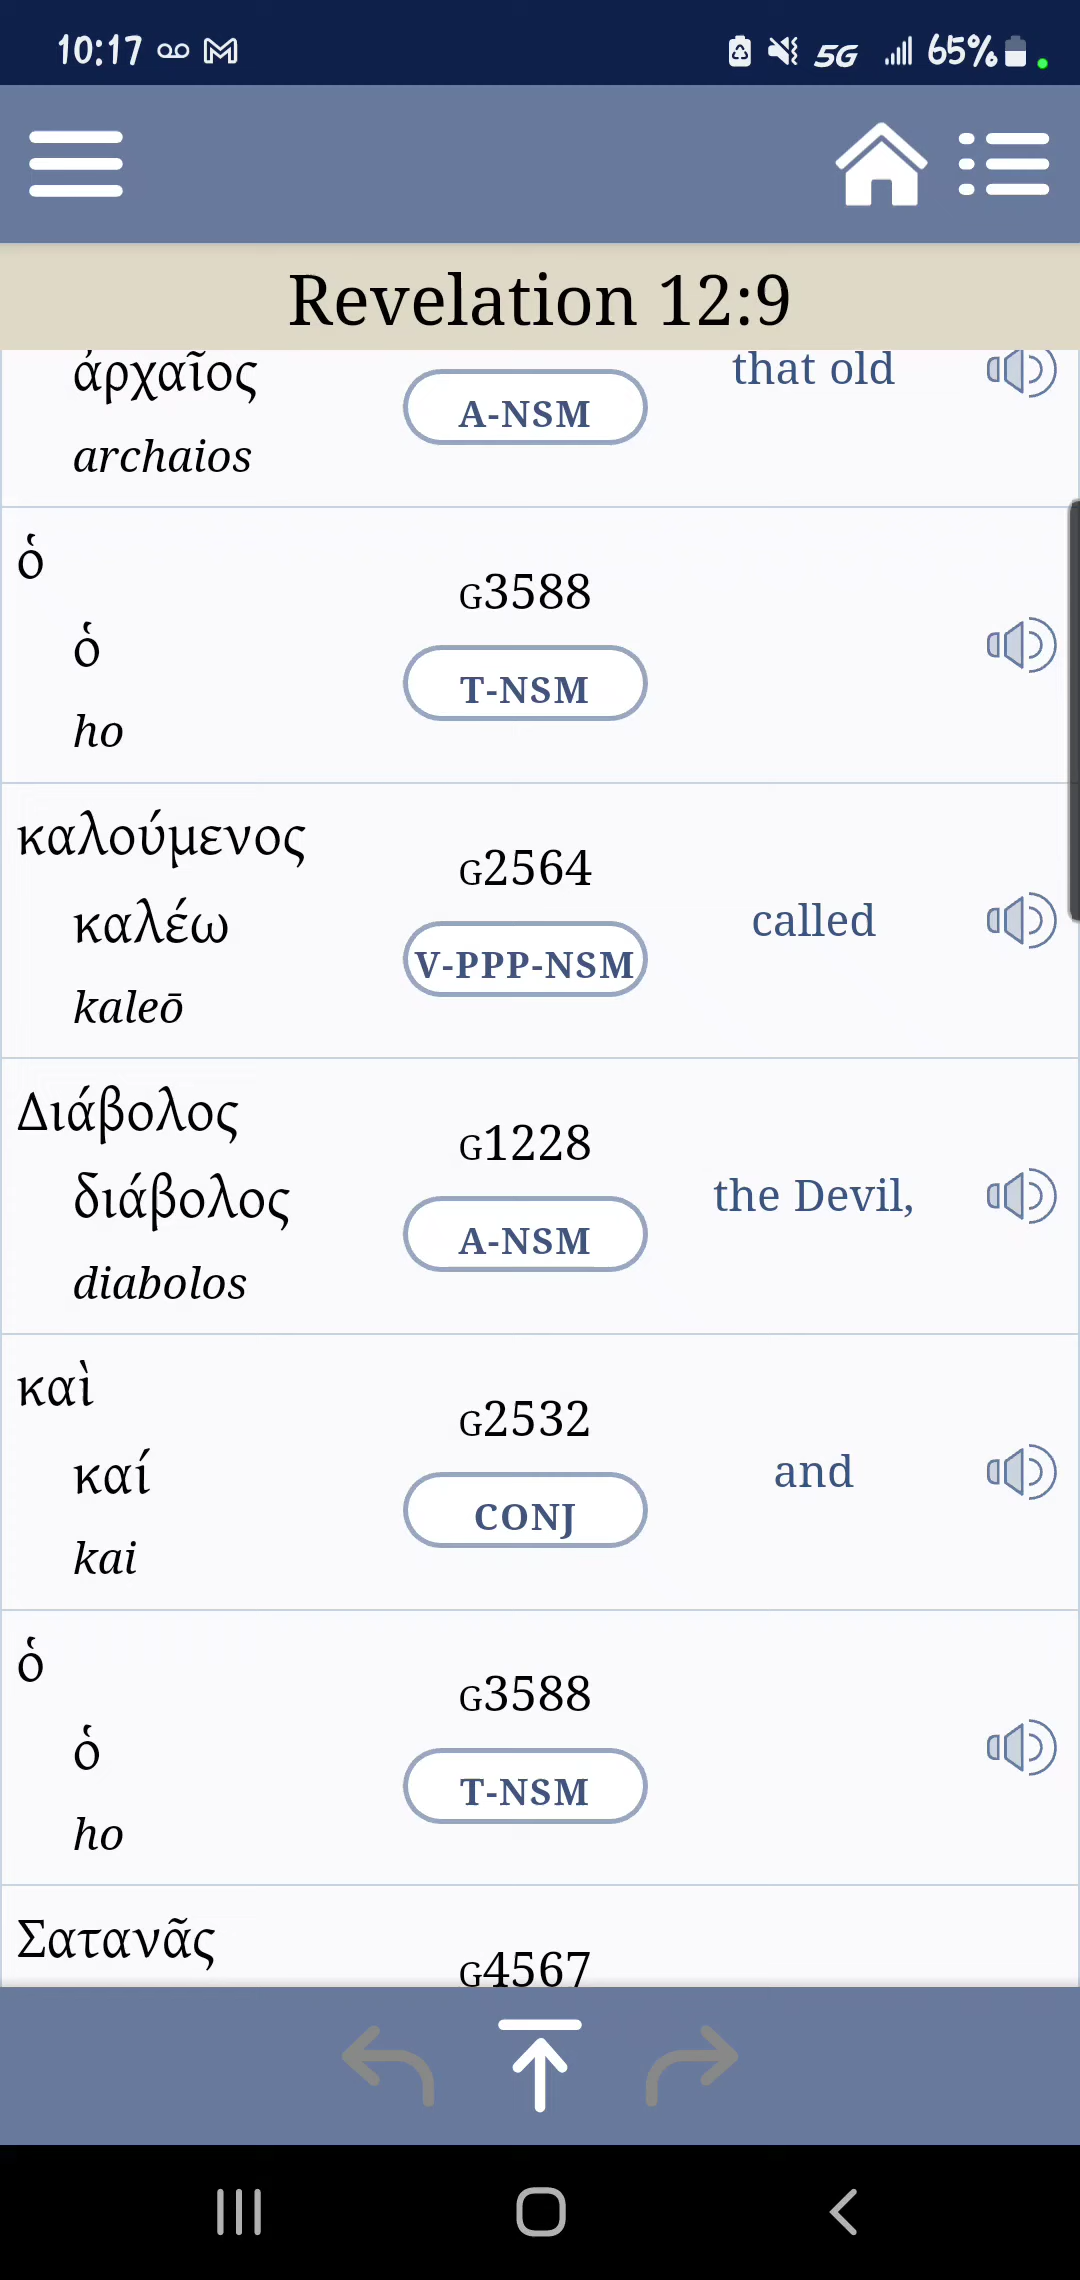 10:17 5G 65%
Revelation 12:9
ἀρχαῖος that old
A-NSM
archaios
ὁ
G3588
ὁ
T-NSM
ho
καλούμενος
G2564
καλέω called
V-PPP-NSM
kaleō
Διάβολος
G1228
διάβολος the Devil,
A-NSM
diabolos
καὶ
G2532
καί and
CONJ
kai
ὁ
G3588
ὁ
T-NSM
ho
Σατανᾶς
G4567